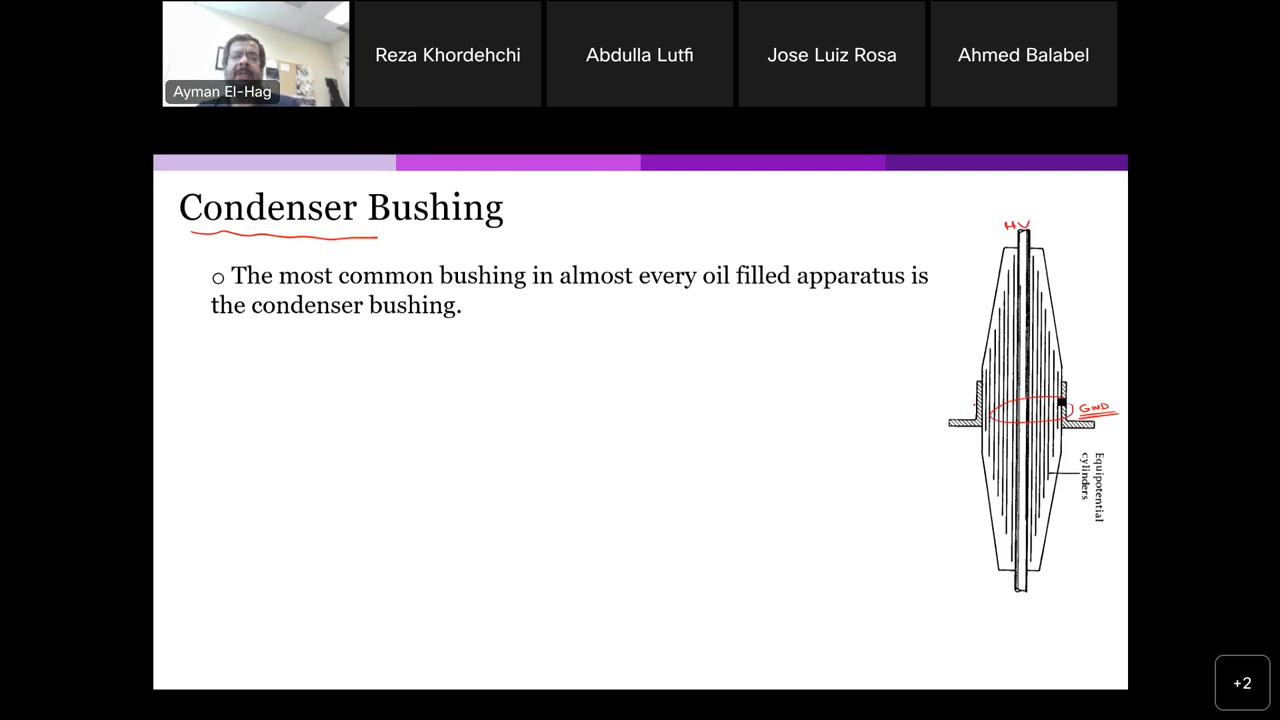 Ayman El-Hag
Reza Khordehchi
Abdulla Lutfi
Jose Luiz Rosa
Ahmed Balabel
Condenser Bushing
o The most common bushing in almost every oil filled apparatus is
the condenser bushing.
HV
GND
Equipotential
cylinders
+2